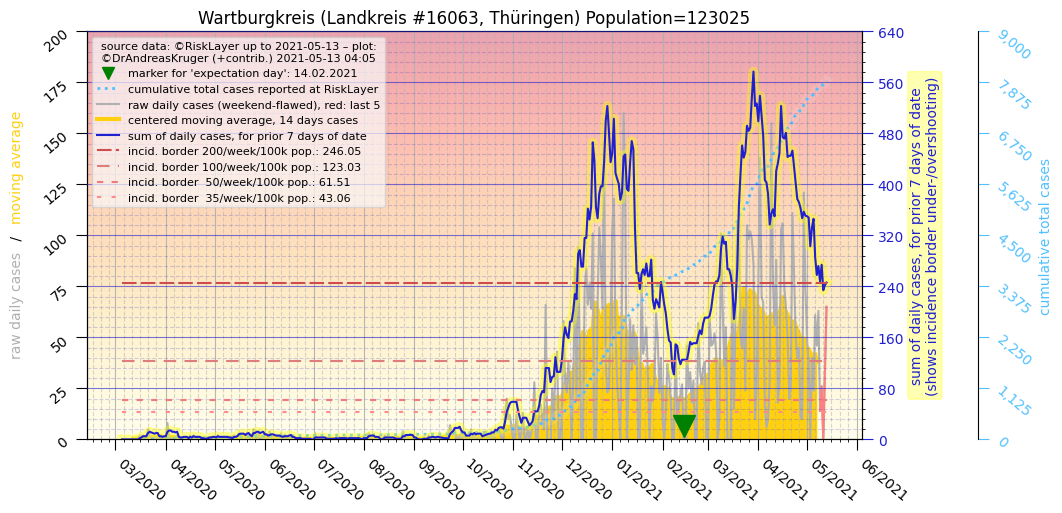 Wartburgkreis (Landkreis #16063, Thüringen) Population=123025
source data: ©RiskLayer up to 2021-05-13 – plot:
©DrAndreasKruger (+contrib.) 2021-05-13 04:05
marker for 'expectation day': 14.02.2021
cumulative total cases reported at RiskLayer
raw daily cases (weekend-flawed), red: last 5
centered moving average, 14 days cases
sum of daily cases, for prior 7 days of date
incid. border 200/week/100k pop.: 246.05
incid. border 100/week/100k pop.: 123.03
incid. border  50/week/100k pop.: 61.51
incid. border  35/week/100k pop.: 43.06
raw daily cases  /  moving average
200
175
150
125
100
75
50
25
0
640
560
480
400
320
240
160
80
0
sum of daily cases, for prior 7 days of date
(shows incidence border under-/overshooting)
9,000
7,875
6,750
5,625
4,500
3,375
2,250
1,125
0
cumulative total cases
03/2020
04/2020
05/2020
06/2020
07/2020
08/2020
09/2020
10/2020
11/2020
12/2020
01/2021
02/2021
03/2021
04/2021
05/2021
06/2021